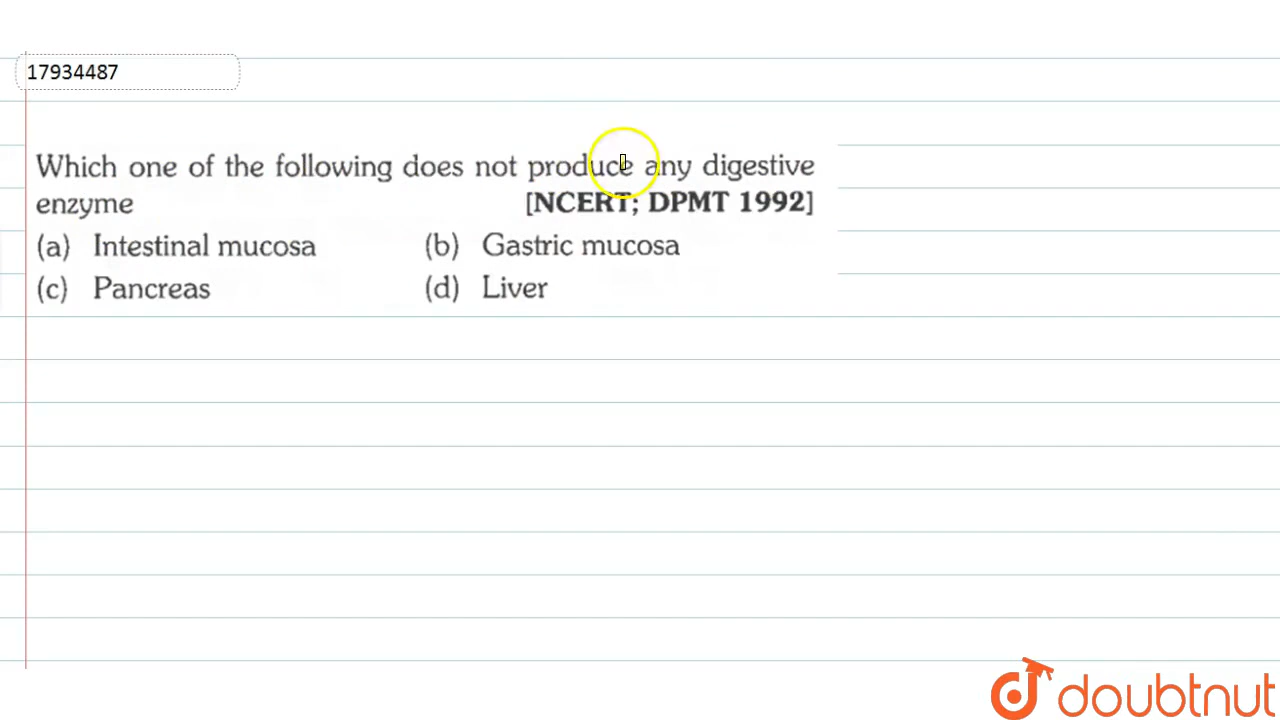 17934487
Which one of the following does not produce any digestive
enzyme [NCERT; DPMT 1992]
(a) Intestinal mucosa (b) Gastric mucosa
(c) Pancreas (d) Liver
doubtnut